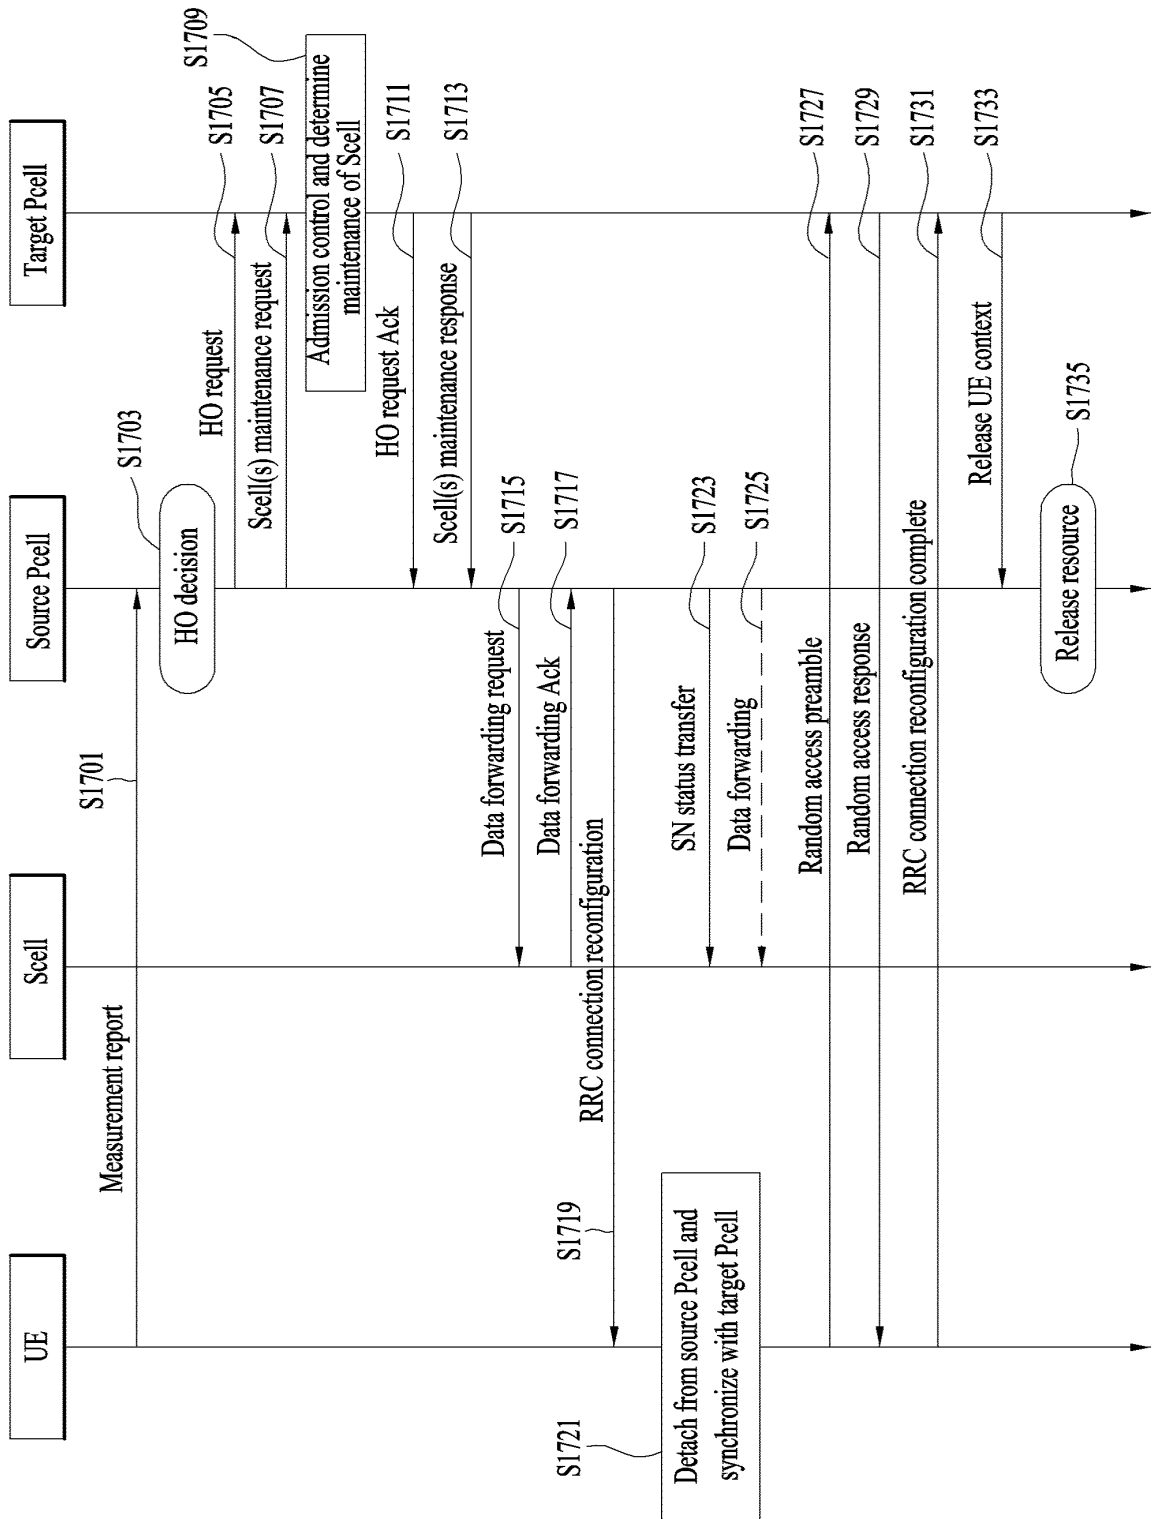 UE
Scell
Source Pcell
Target Pcell
Measurement report
S1701
HO decision
S1703
HO request
S1705
Scell(s) maintenance request
S1707
Admission control and determine
maintenance of Scell
S1709
HO request Ack
S1711
Scell(s) maintenance response
S1713
Data forwarding request
S1715
Data forwarding Ack
S1717
RRC connection reconfiguration
S1719
Detach from source Pcell and
synchronize with target Pcell
S1721
SN status transfer
S1723
Data forwarding
S1725
Random access preamble
S1727
Random access response
S1729
RRC connection reconfiguration complete
S1731
Release UE context
S1733
Release resource
S1735